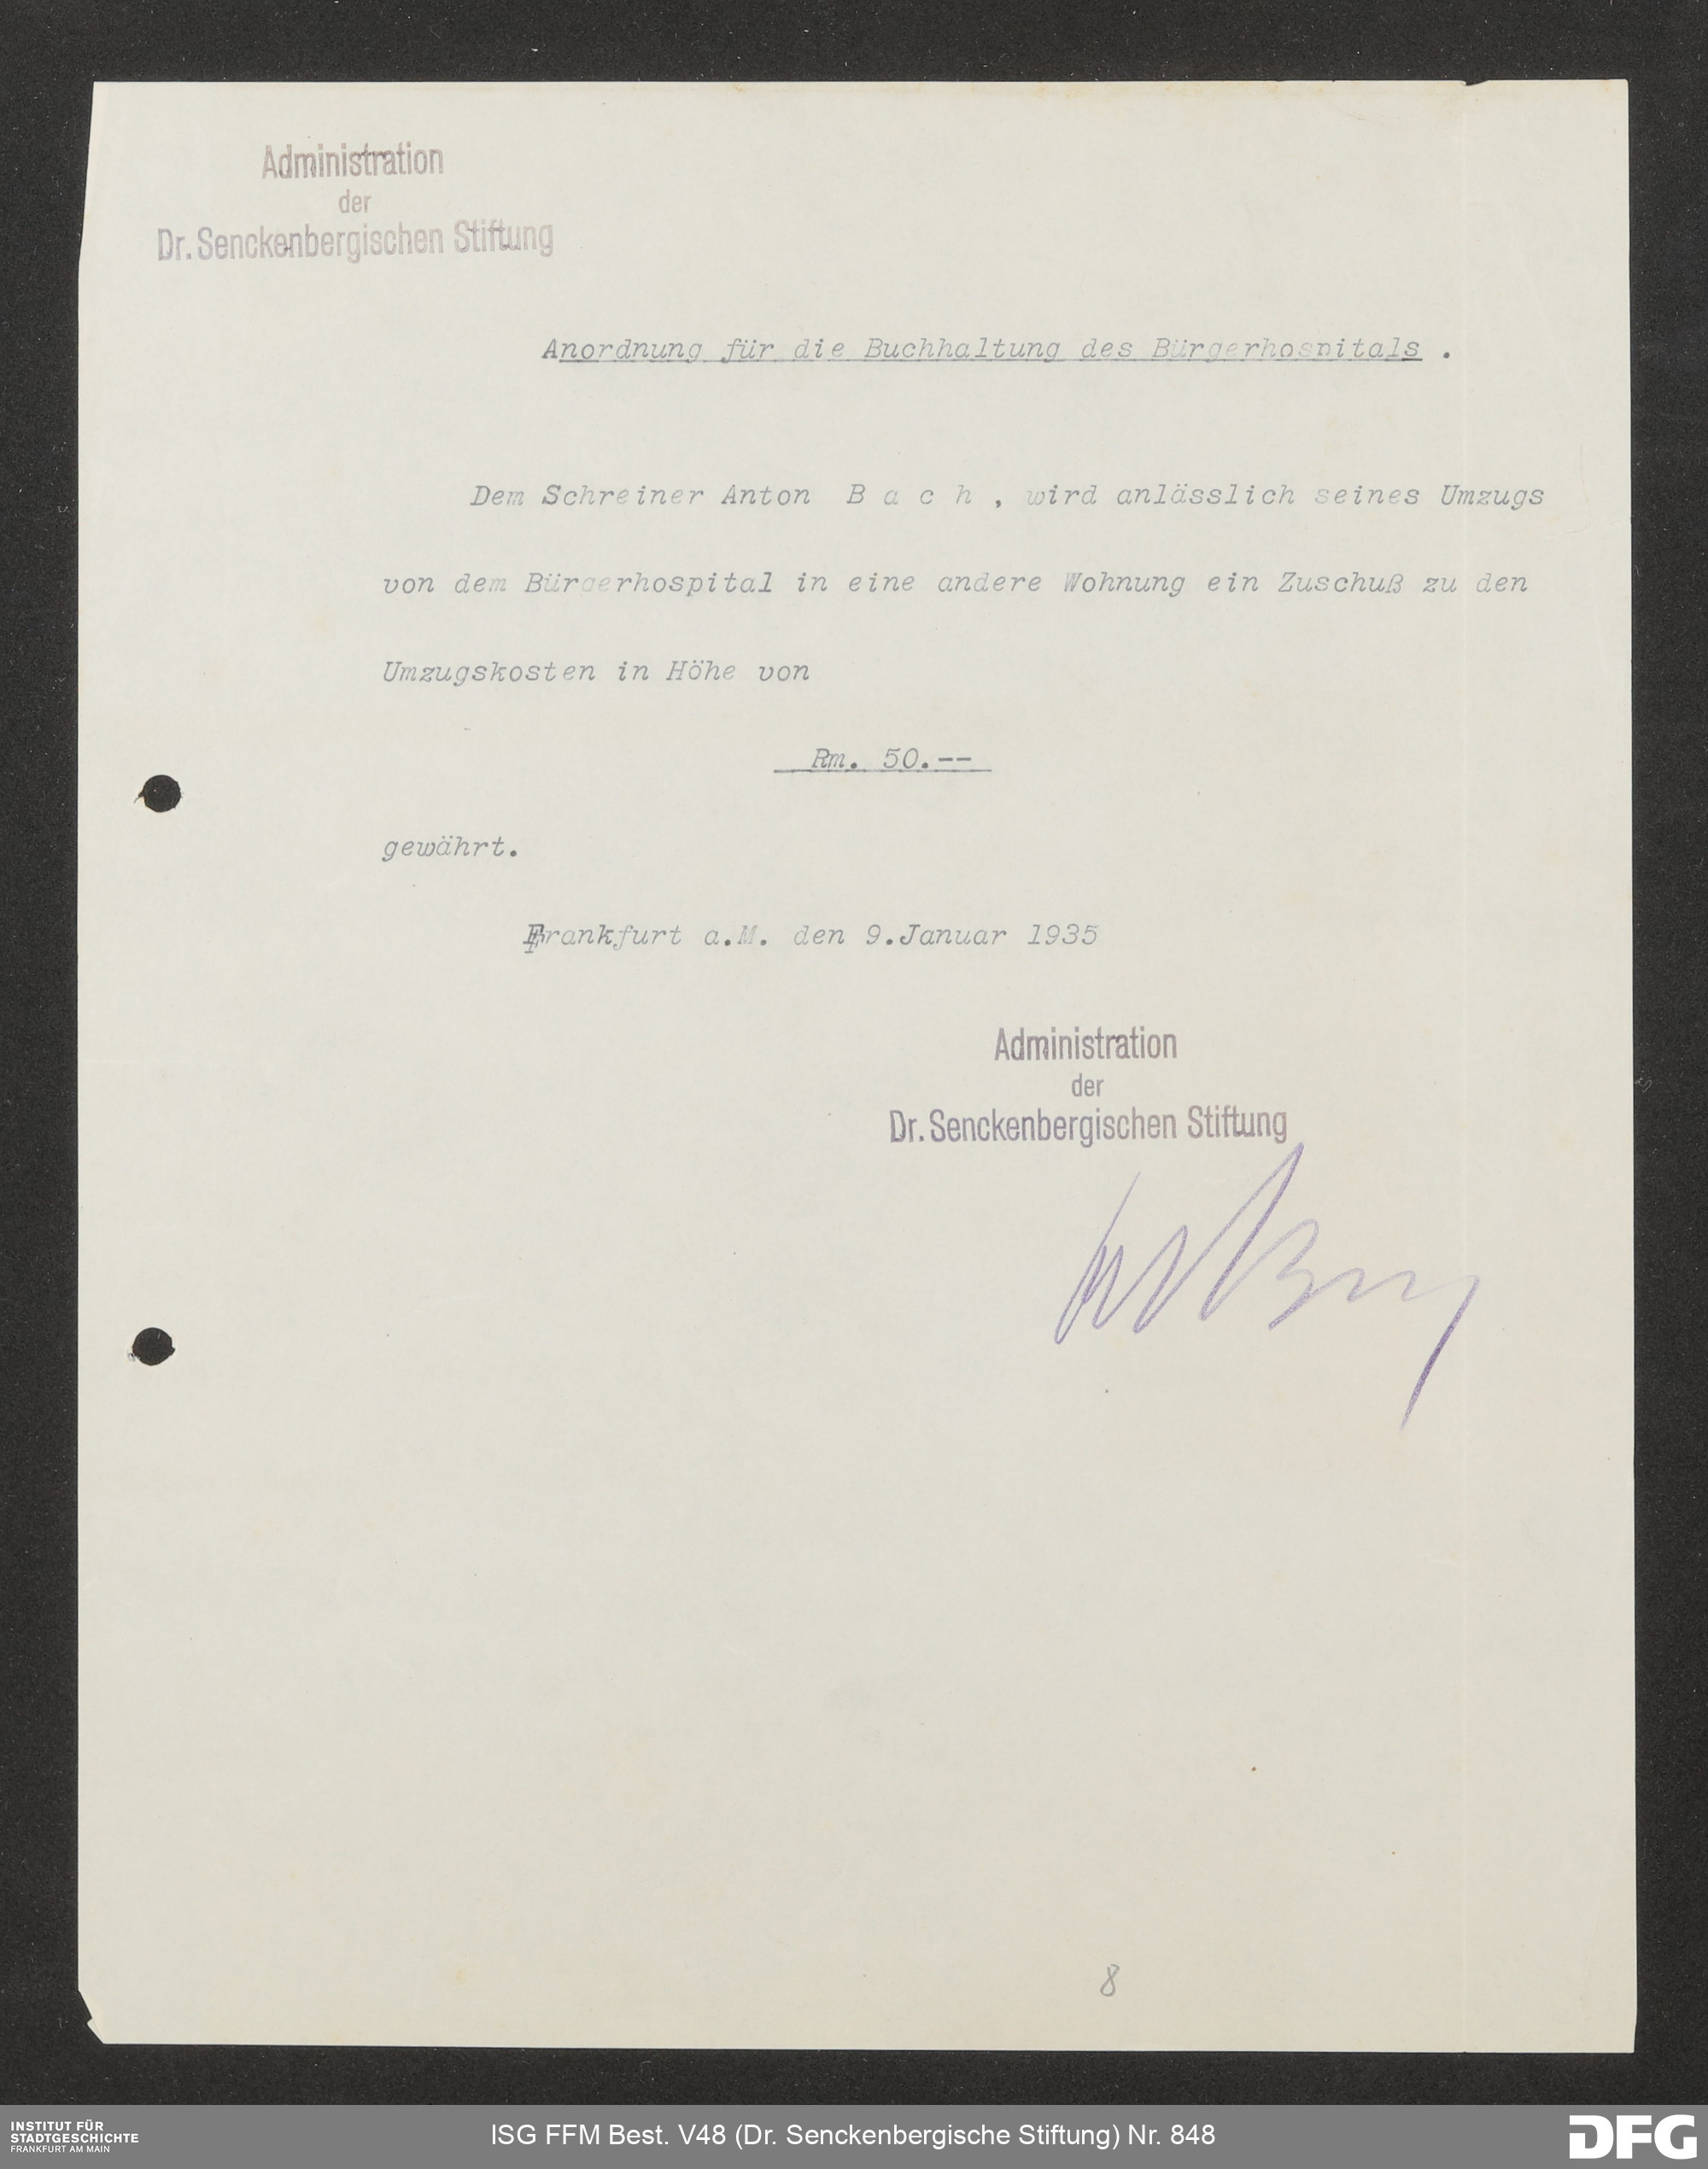 Administration
der
Dr. Senckenbergischen Stiftung
Anordnung für die Buchhaltung des Bürgerhospitals .
Dem Schreiner Anton B a c h , wird anlässlich seines Umzugs
von dem Bürgerhospital in eine andere Wohnung ein Zuschuß zu den
Umzugskosten in Höhe von
Rm. 50.--
gewährt.
Frankfurt a.M. den 9.Januar 1935
Administration
der
Dr. Senckenbergischen Stiftung
8
INSTITUT FÜR
STADTGESCHICHTE
FRANKFURT AM MAIN
ISG FFM Best. V48 (Dr. Senckenbergische Stiftung) Nr. 848
DFG